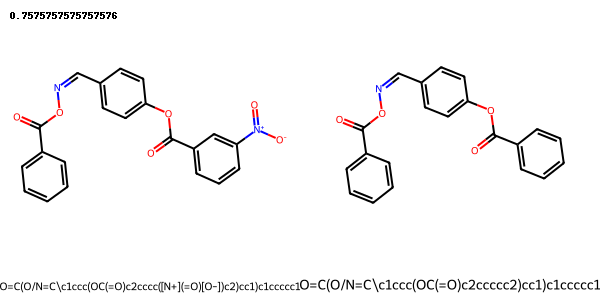 0.7575757575757576
N
O
O
O
O
O
N+
O-
N
O
O
O
O
O=C(O/N=C\c1ccc(OC(=O)c2cccc([N+](=O)[O-])c2)cc1)c1ccccc1
O=C(O/N=C\c1ccc(OC(=O)c2ccccc2)cc1)c1ccccc1